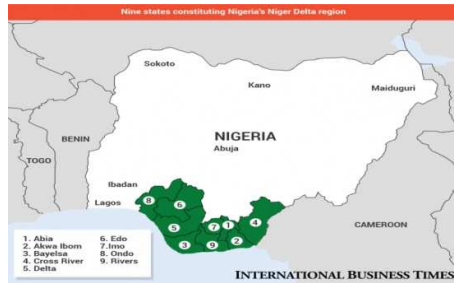 Nine states constituting Nigeria's Niger Delta region
Sokoto
Kano
Maiduguri
NIGERIA
Abuja
BENIN
TOGO
Ibadan
Lagos
CAMEROON
8
6
5
7
1
4
3
9
2
1. Abia
2. Akwa Ibom
3. Bayelsa
4. Cross River
5. Delta
6. Edo
7.Imo
8. Ondo
9. Rivers
INTERNATIONAL BUSINESS TIMES